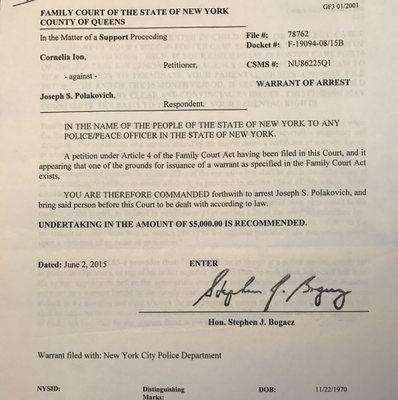 GF3 01/2001
FAMILY COURT OF THE STATE OF NEW YORK
COUNTY OF QUEENS
In the Matter of a Support Proceeding
File #: 78762
Docket #: F-19094-08/15B
Cornelia Ion,
Petitioner,
CSMS #: NU86225Q1
- against -
WARRANT OF ARREST
Joseph S. Polakovich,
Respondent.
IN THE NAME OF THE PEOPLE OF THE STATE OF NEW YORK TO ANY
POLICE/PEACE OFFICER IN THE STATE OF NEW YORK.
A petition under Article 4 of the Family Court Act having been filed in this Court, and it
appearing that one of the grounds for issuance of a warrant as specified in the Family Court Act
exists,
YOU ARE THEREFORE COMMANDED forthwith to arrest Joseph S. Polakovich, and
bring said person before this Court to be dealt with according to law.
UNDERTAKING IN THE AMOUNT OF $5,000.00 IS RECOMMENDED.
Dated: June 2, 2015
ENTER
Stephen J. Bogacz
Hon. Stephen J. Bogacz
Warrant filed with: New York City Police Department
NYSID:
Distinguishing
Marks:
DOB:
11/22/1970